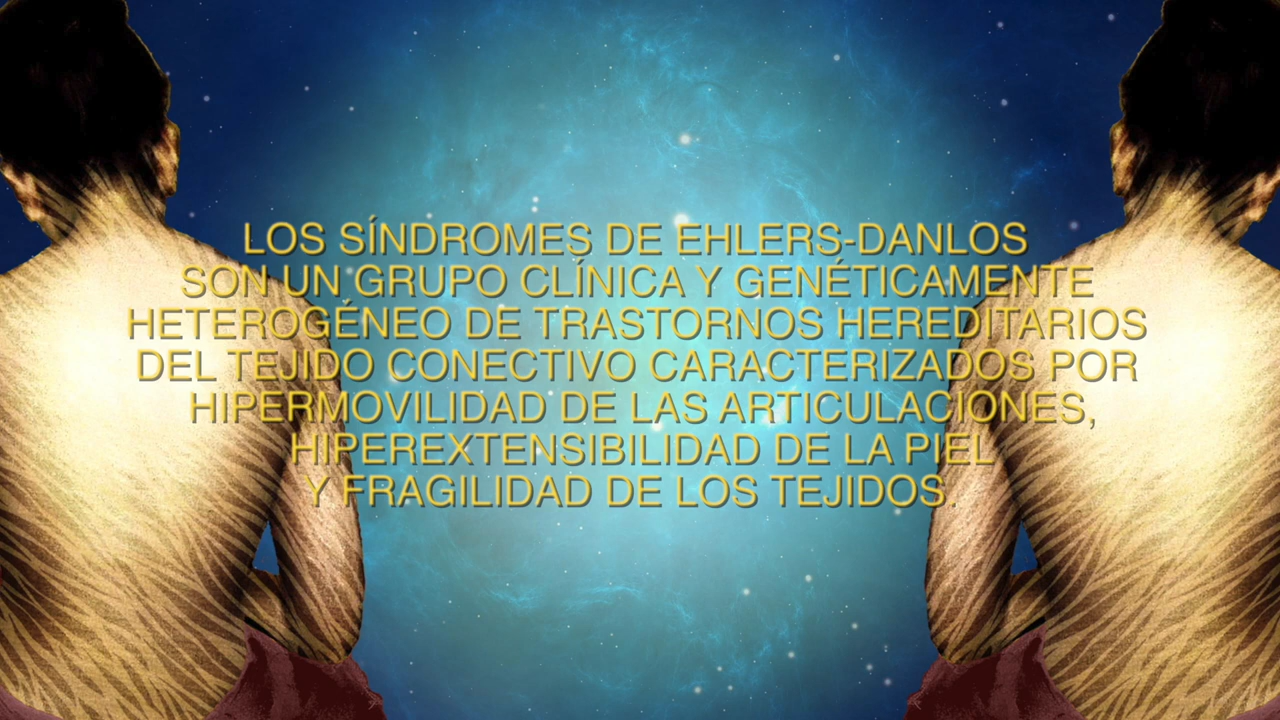 LOS SÍNDROMES DE EHLERS-DANLOS
SON UN GRUPO CLÍNICA Y GENÉTICAMENTE
HETEROGÉNEO DE TRASTORNOS HEREDITARIOS
DEL TEJIDO CONECTIVO CARACTERIZADOS POR
HIPERMOVILIDAD DE LAS ARTICULACIONES,
HIPEREXTENSIBILIDAD DE LA PIEL
Y FRAGILIDAD DE LOS TEJIDOS.